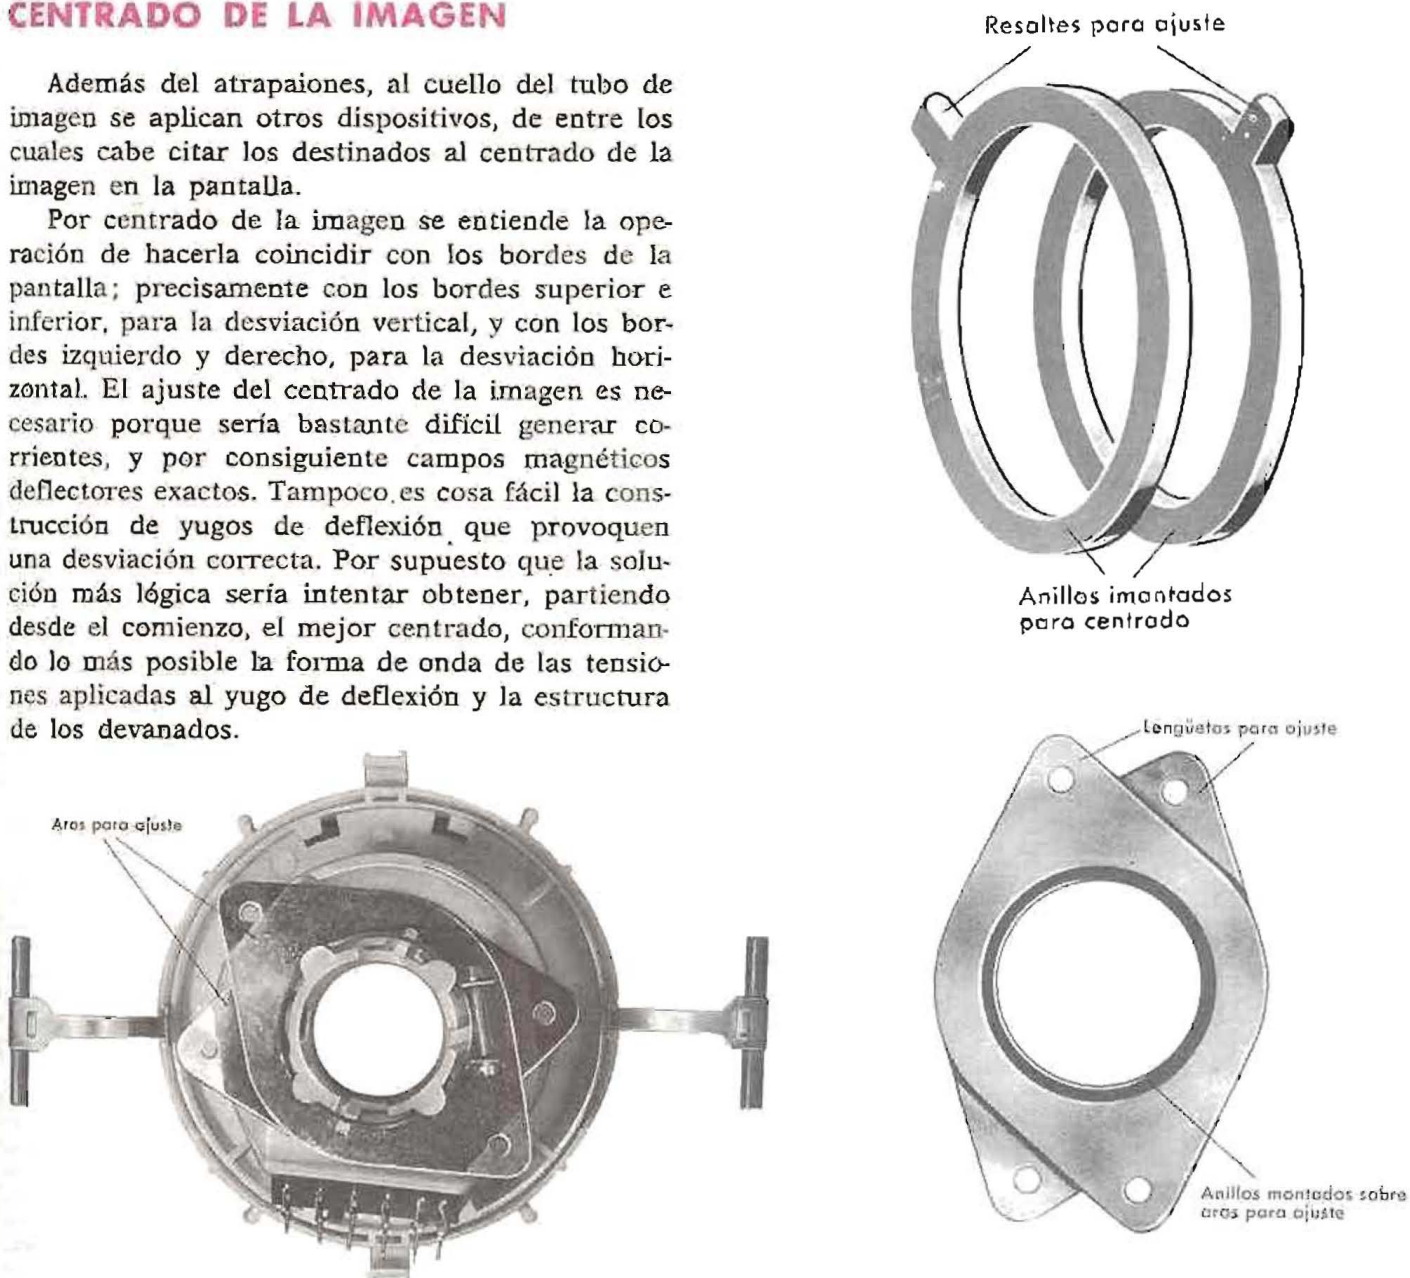 CENTRADO DE LA IMAGEN
Además del atrapaiones, al cuello del tubo de
imagen se aplican otros dispositivos, de entre los
cuales cabe citar los destinados al centrado de la
imagen en la pantalla.
Por centrado de la imagen se entiende la ope-
ración de hacerla coincidir con los bordes de la
pantalla; precisamente con los bordes superior e
inferior, para la desviación vertical, y con los bor-
des izquierdo y derecho, para la desviación hori-
zontal. El ajuste del centrado de la imagen es ne-
cesario porque sería bastante difícil generar co-
rrientes, y por consiguiente campos magnéticos
deflectores exactos. Tampoco es cosa fácil la cons-
trucción de yugos de deflexión que provoquen
una desviación correcta. Por supuesto que la solu-
ción más lógica sería intentar obtener, partiendo
desde el comienzo, el mejor centrado, conforman-
do lo más posible la forma de onda de las tensio-
nes aplicadas al yugo de deflexión y la estructura
de los devanados.
Aros para ajuste
Resaltes para ajuste
Anillos imantados
para centrado
Lengüetas para ajuste
Anillos montados sobre
aros para ajuste